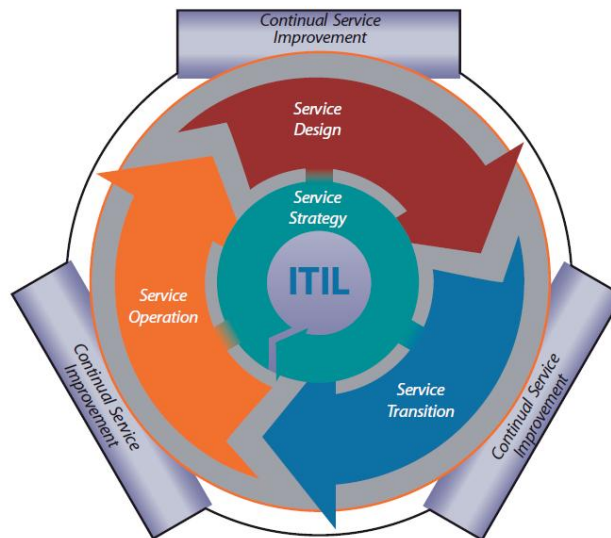 Continual Service
Improvement
Service
Design
Service
Strategy
ITIL
Service
Operation
Service
Transition
Continual Service
Improvement
Continual Service
Improvement